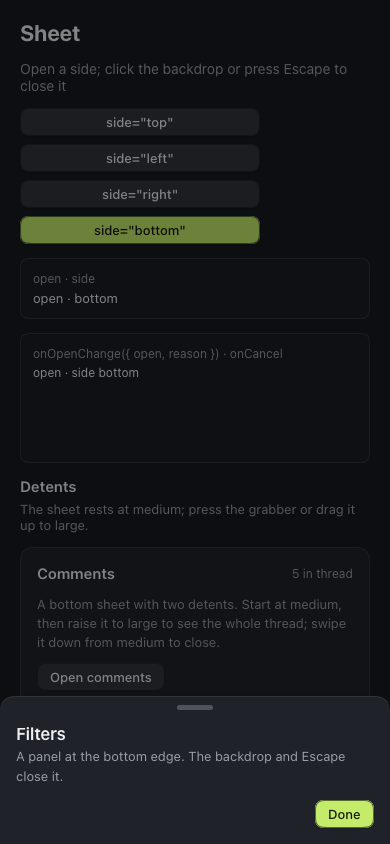 Sheet
Open a side; click the backdrop or press Escape to
close it
side="top"
side="left"
side="right"
side="bottom"
open · side
open · bottom
onOpenChange({ open, reason }) · onCancel
open · side bottom
Detents
The sheet rests at medium; press the grabber or drag it
up to large.
Comments
5 in thread
A bottom sheet with two detents. Start at medium,
then raise it to large to see the whole thread; swipe
it down from medium to close.
Open comments
Filters
A panel at the bottom edge. The backdrop and Escape
close it.
Done